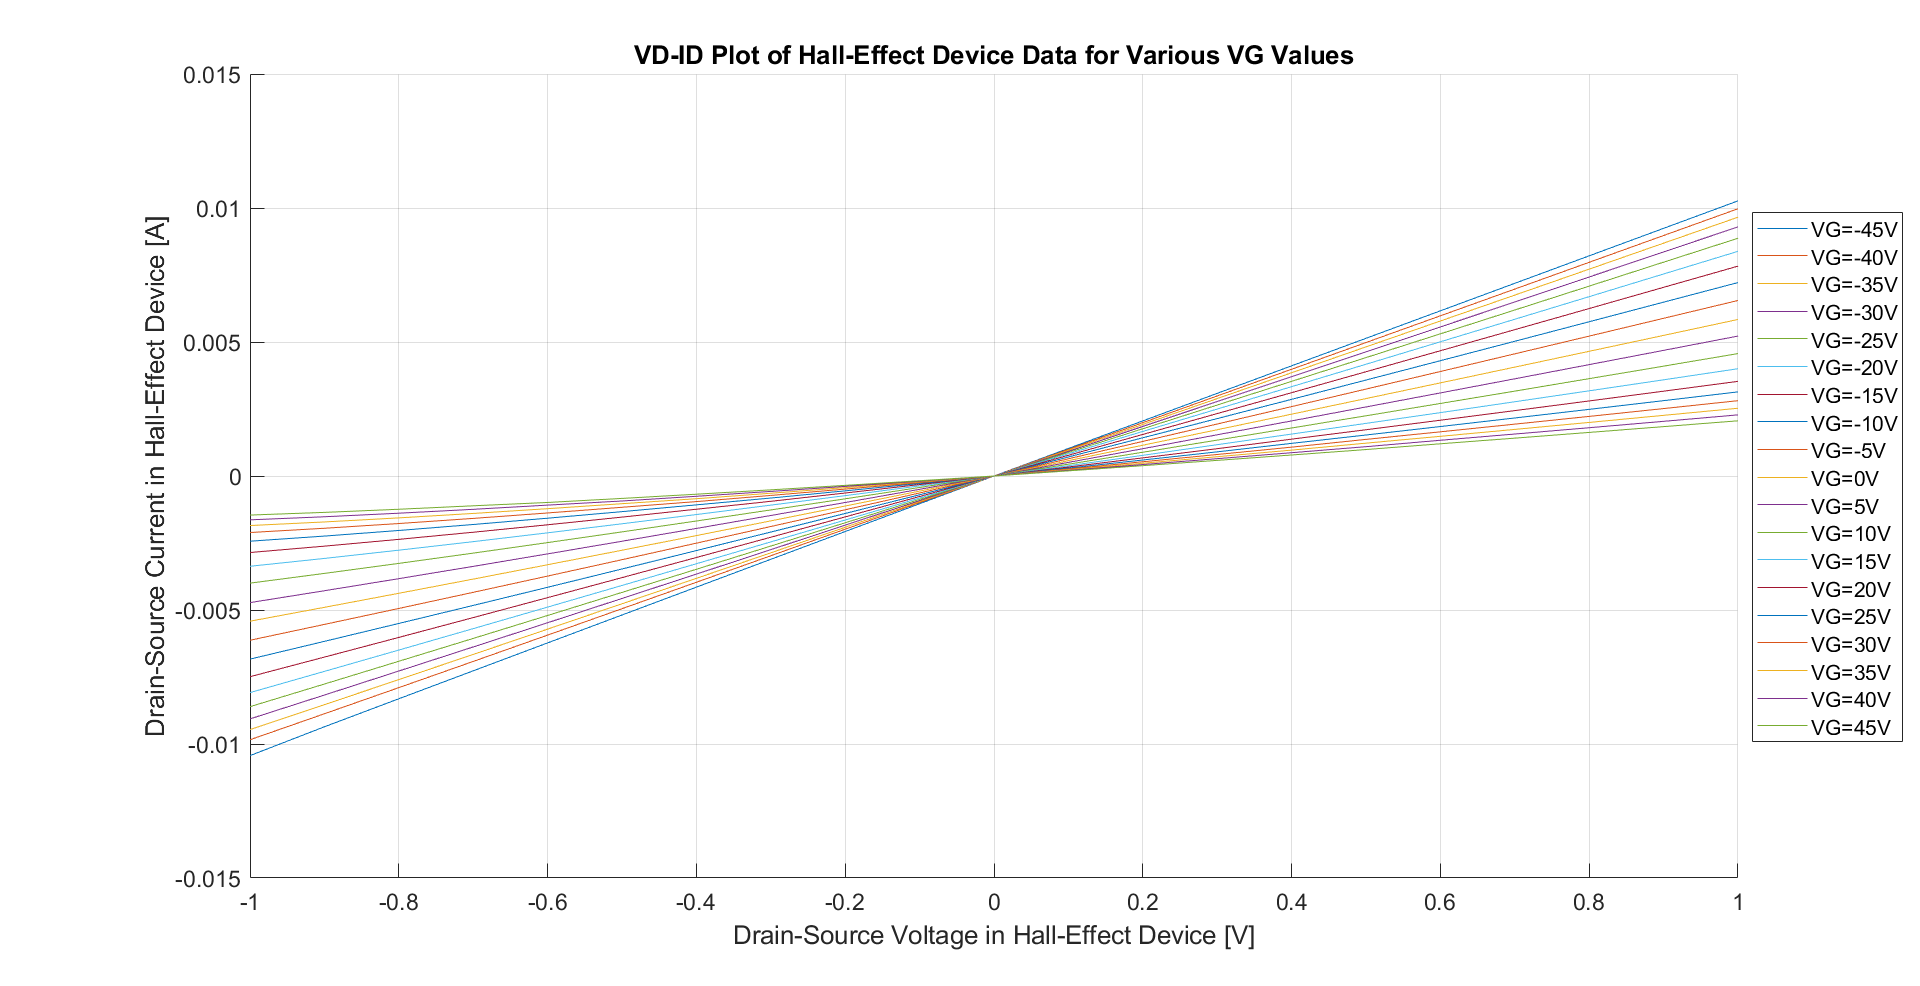 VD-ID Plot of Hall-Effect Device Data for Various VG Values
Drain-Source Current in Hall-Effect Device [A]
0.015
0.01
0.005
0
-0.005
-0.01
-0.015
-1
-0.8
-0.6
-0.4
-0.2
0
0.2
0.4
0.6
0.8
1
Drain-Source Voltage in Hall-Effect Device [V]
VG=-45V
VG=-40V
VG=-35V
VG=-30V
VG=-25V
VG=-20V
VG=-15V
VG=-10V
VG=-5V
VG=0V
VG=5V
VG=10V
VG=15V
VG=20V
VG=25V
VG=30V
VG=35V
VG=40V
VG=45V